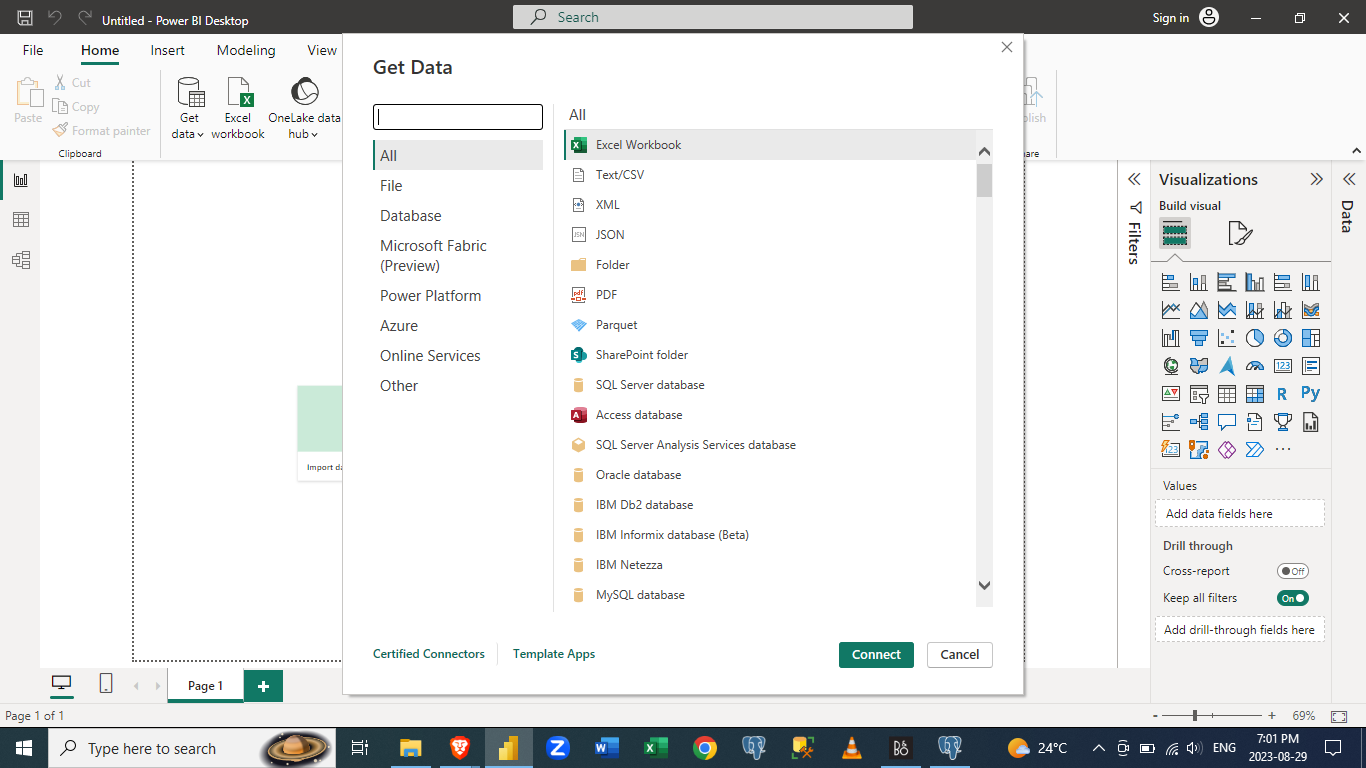 Untitled - Power BI Desktop
Search
Sign in
File
Home
Insert
Modeling
View
Paste
Cut
Copy
Format painter
Clipboard
Get
data
Excel
workbook
OneLake data
hub
Get Data
All
File
Database
Microsoft Fabric
(Preview)
Power Platform
Azure
Online Services
Other
All
Excel Workbook
Text/CSV
XML
JSON
Folder
PDF
Parquet
SharePoint folder
SQL Server database
Access database
SQL Server Analysis Services database
Oracle database
IBM Db2 database
IBM Informix database (Beta)
IBM Netezza
MySQL database
Certified Connectors
Template Apps
Connect
Cancel
Filters
Visualizations
Build visual
123
R
Py
123
Values
Add data fields here
Drill through
Cross-report
Off
Keep all filters
On
Add drill-through fields here
Data
Import
Page 1
Page 1 of 1
- + 69%
Type here to search
24°C
ENG
7:01 PM
2023-08-29